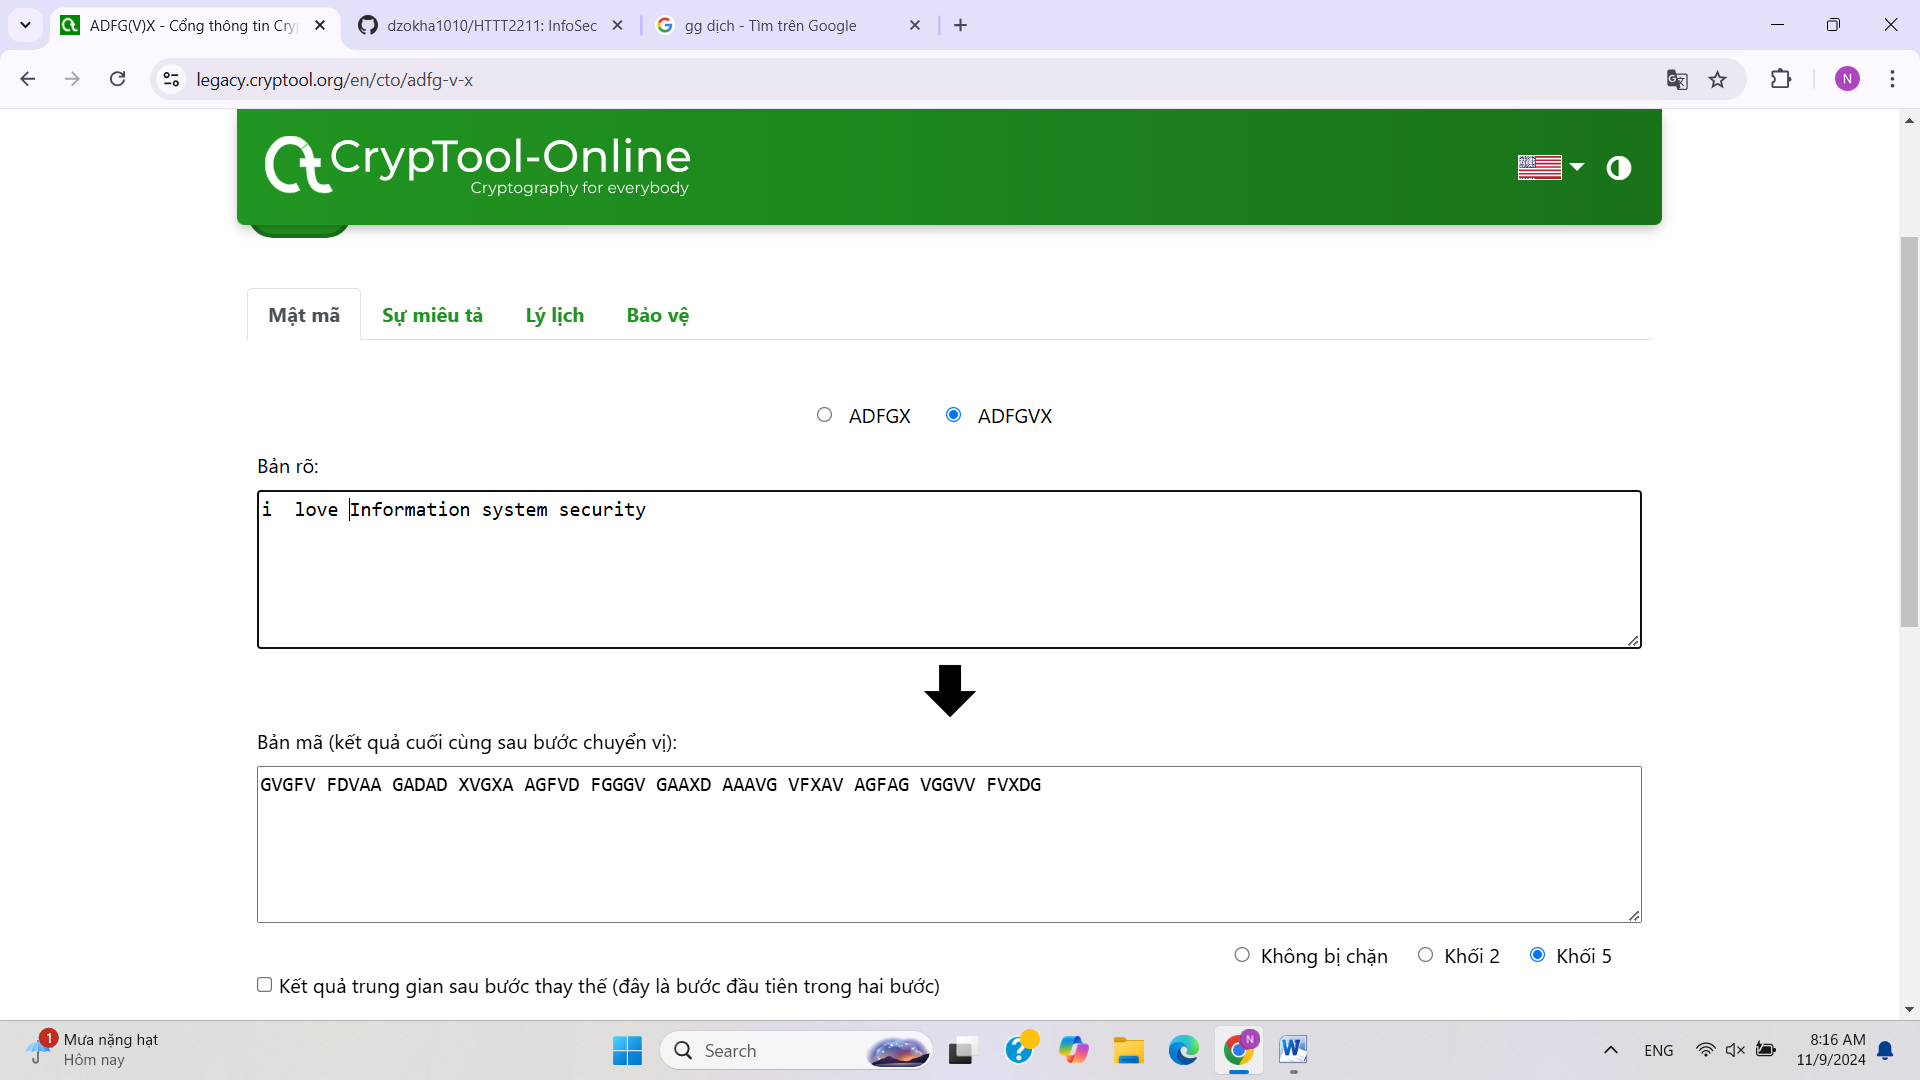 ADFG(V)X - Cổng thông tin Cry
dzokha1010/HTTT2211: InfoSec
gg dịch - Tìm trên Google
legacy.cryptool.org/en/cto/adfg-v-x
N
CrypTool-Online
Cryptography for everybody
Mật mã
Sự miêu tả
Lý lịch
Bảo vệ
ADFGX
ADFGVX
Bản rõ:
i  love Information system security
Bản mã (kết quả cuối cùng sau bước chuyển vị):
GVGFV FDVAA GADAD XVGXA AGFVD FGGGV GAAXD AAAVG VFXAV AGFAG VGGVV FVXDG
Không bị chặn
Khối 2
Khối 5
Kết quả trung gian sau bước thay thế (đây là bước đầu tiên trong hai bước)
1
Mưa nặng hạt
Hôm nay
Search
N
ENG
8:16 AM
11/9/2024